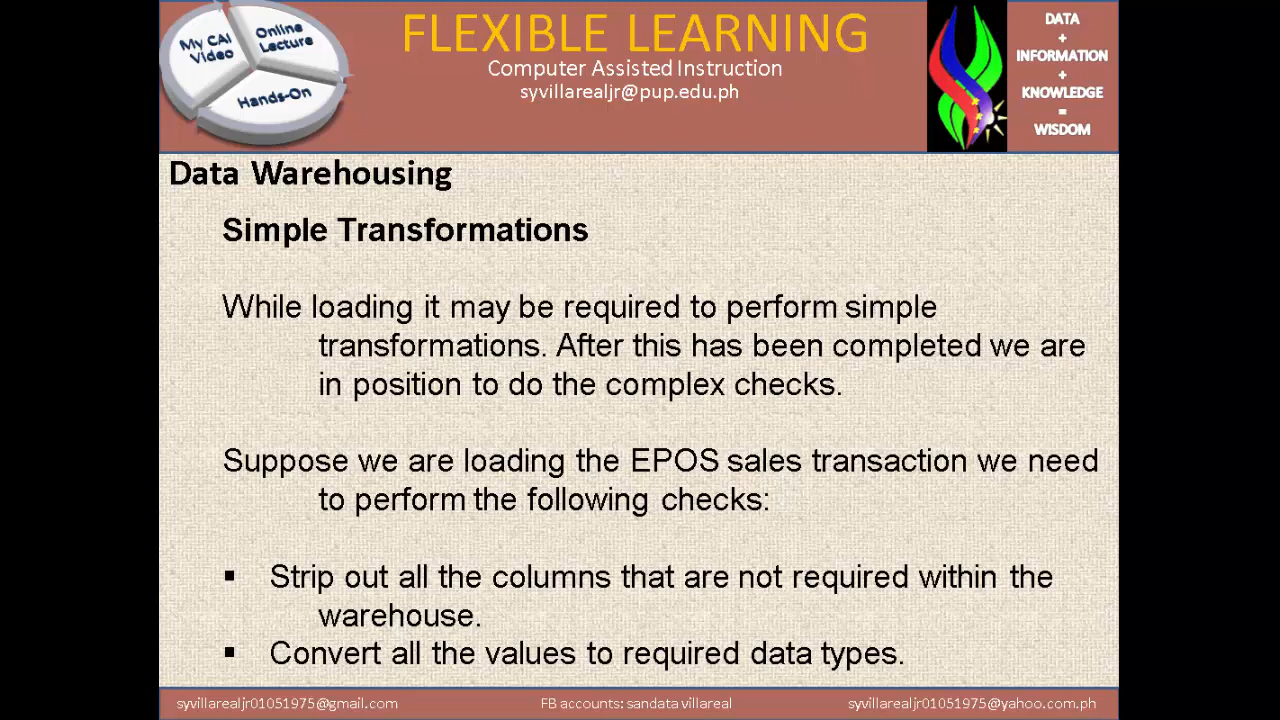 My CAI
Video
Online
Lecture
Hands-On
FLEXIBLE LEARNING
Computer Assisted Instruction
syvillarealjr@pup.edu.ph
DATA
+
INFORMATION
+
KNOWLEDGE
=
WISDOM
Data Warehousing
Simple Transformations
While loading it may be required to perform simple
transformations. After this has been completed we are
in position to do the complex checks.
Suppose we are loading the EPOS sales transaction we need
to perform the following checks:
▪ Strip out all the columns that are not required within the
warehouse.
▪ Convert all the values to required data types.
syvillarealjr01051975@gmail.com
FB accounts: sandata villareal
syvillarealjr01051975@yahoo.com.ph